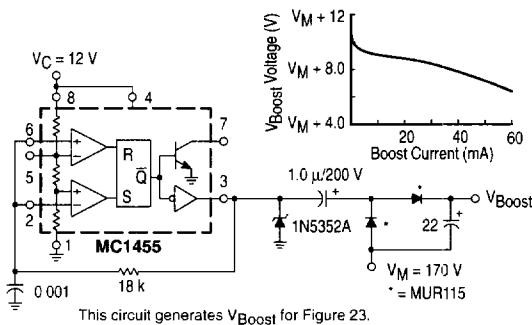 V_C = 12 V
8
4
6
7
5
R
Q̅
S
3
2
1
MC1455
0 001
18 k
1.0 µ/200 V
+
1N5352A
*
*
22
+
V_Boost
V_M = 170 V
* = MUR115
V_Boost Voltage (V)
V_M + 12
V_M + 8.0
V_M + 4.0
20
40
60
Boost Current (mA)
This circuit generates V_Boost for Figure 23.